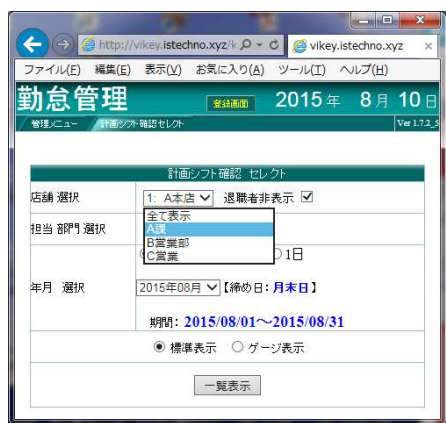 http://vikey.istechno.xyz/k
vikey.istechno.xyz
ファイル(F) 編集(E) 表示(V) お気に入り(A) ツール(T) ヘルプ(H)
勤怠管理 登録画面 2015年 8月 10日
管理メニュー 計画シフト確認セレクト Ver 1.7.2_5
計画シフト確認 セレクト
店舗 選択 1: A本店 退職者非表示
担当 部門 選択
全て表示
A課
B営業部
C営業
1日
年月 選択 2015年08月 【締め日:月末日】
期間: 2015/08/01～2015/08/31
標準表示 ゲージ表示
一覧表示